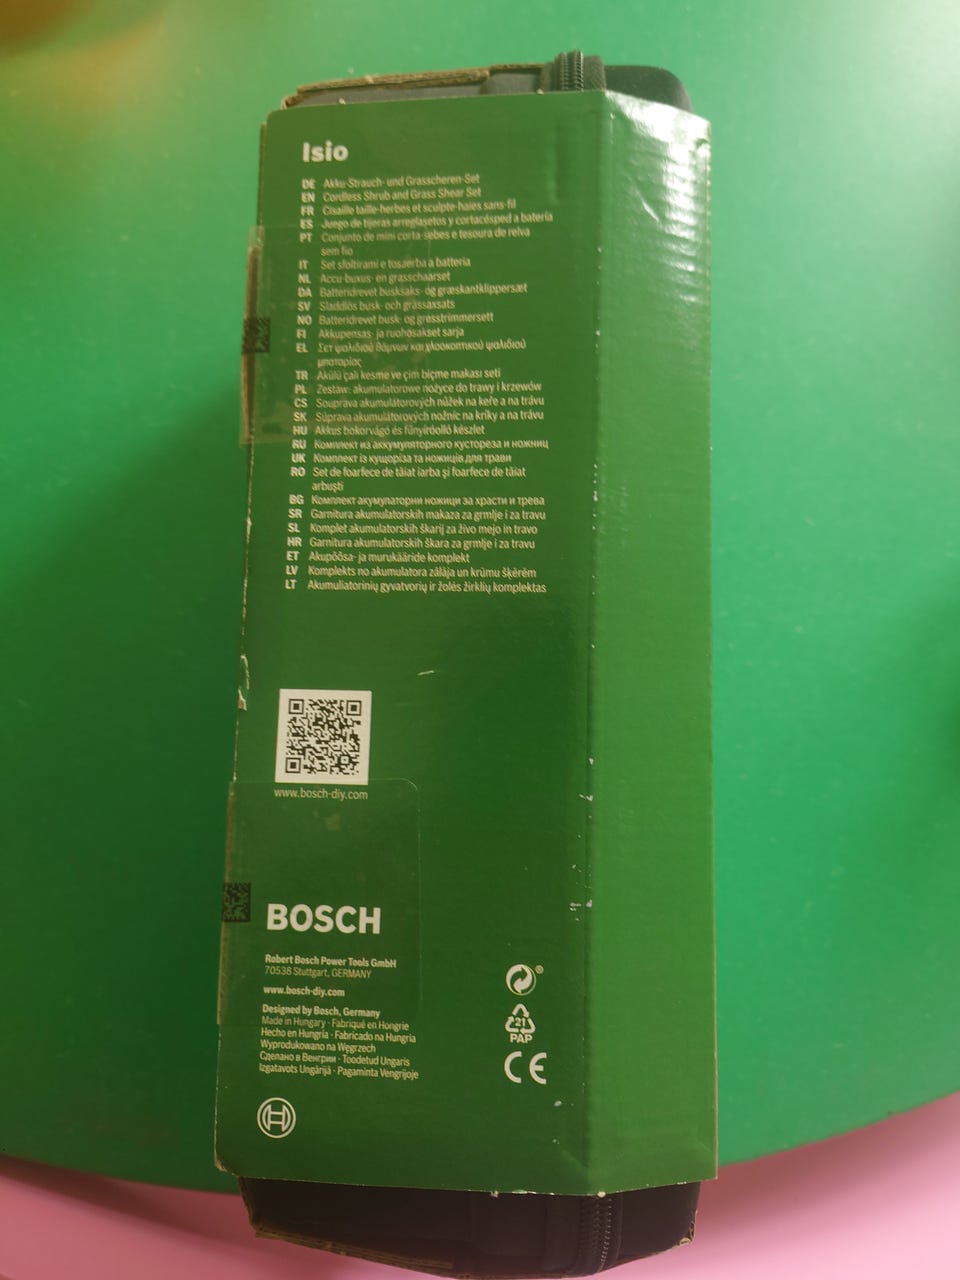 Isio
DE Akku-Strauch- und Grasscheren-Set
EN Cordless Shrub and Grass Shear Set
FR Cisaille taille-herbes et sculpte-haies sans fil
ES Juego de tijeras arreglasetos y cortacésped a batería
PT Conjunto de mini corta-sebes e tesoura de relva
sem fio
IT Set sfoltirami e tosaerba a batteria
NL Accu buxus- en grasschaarset
DA Batteridrevet busksaks- og græskantklippersæt
SV Sladdlös busk- och grässaxsats
NO Batteridrevet busk- og gresstrimmersett
FI Akkupensas- ja ruohosakset sarja
EL Σετ ψαλιδιού θάμνων και χλοοκοπτικού ψαλιδιού
μπαταρίας
TR Akülü çalı kesme ve çim biçme makası seti
PL Zestaw: akumulatorowe nożyce do trawy i krzewów
CS Souprava akumulátorových nůžek na keře a na trávu
SK Súprava akumulátorových nožníc na kríky a na trávu
HU Akkus bokorvágó és fűnyíróolló készlet
RU Комплект из аккумуляторного кустореза и ножниц
UK Комплект із кущоріза та ножиців для трави
RO Set de foarfece de tăiat iarba şi foarfece de tăiat
arbuşti
BG Комплект акумулаторни ножици за храсти и трева
SR Garnitura akumulatorskih makaza za grmlje i za travu
SL Komplet akumulatorskih škarij za živo mejo in travo
HR Garnitura akumulatorskih škara za grmlje i za travu
ET Akupõõsa- ja murukääride komplekt
LV Komplekts no akumulatora zālāja un krūmu šķērēm
LT Akumuliatorinių gyvatvorių ir žolės žirklių komplektas
www.bosch-diy.com
BOSCH
Robert Bosch Power Tools GmbH
70538 Stuttgart, GERMANY
www.bosch-diy.com
Designed by Bosch, Germany
Made in Hungary · Fabriqué en Hongrie
Hecho en Hungría · Fabricado na Hungria
Wyprodukowano na Węgrzech
Сделано в Венгрии · Toodetud Ungaris
Izgatavots Ungārijā · Pagaminta Vengrijoje
®
21
PAP
CE